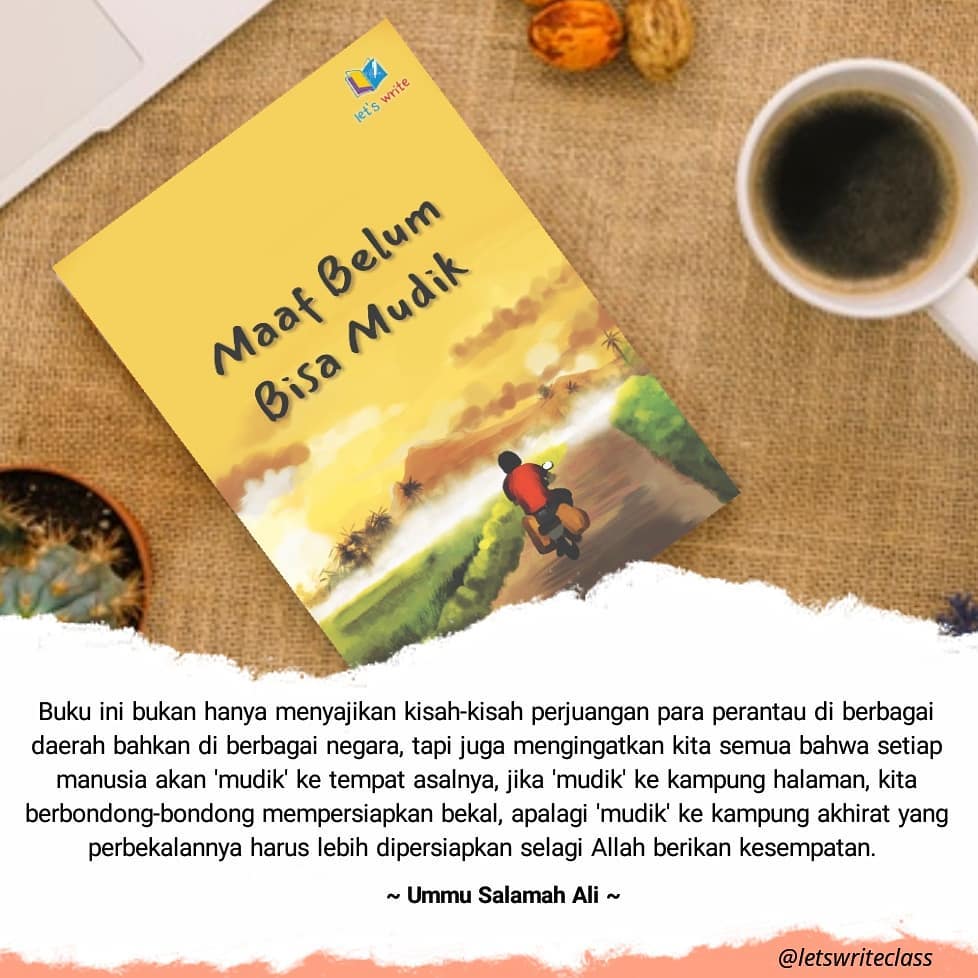 let's write
Maaf Belum
Bisa Mudik
Buku ini bukan hanya menyajikan kisah-kisah perjuangan para perantau di berbagai
daerah bahkan di berbagai negara, tapi juga mengingatkan kita semua bahwa setiap
manusia akan 'mudik' ke tempat asalnya, jika 'mudik' ke kampung halaman, kita
berbondong-bondong mempersiapkan bekal, apalagi 'mudik' ke kampung akhirat yang
perbekalannya harus lebih dipersiapkan selagi Allah berikan kesempatan.
~ Ummu Salamah Ali ~
@letswriteclass